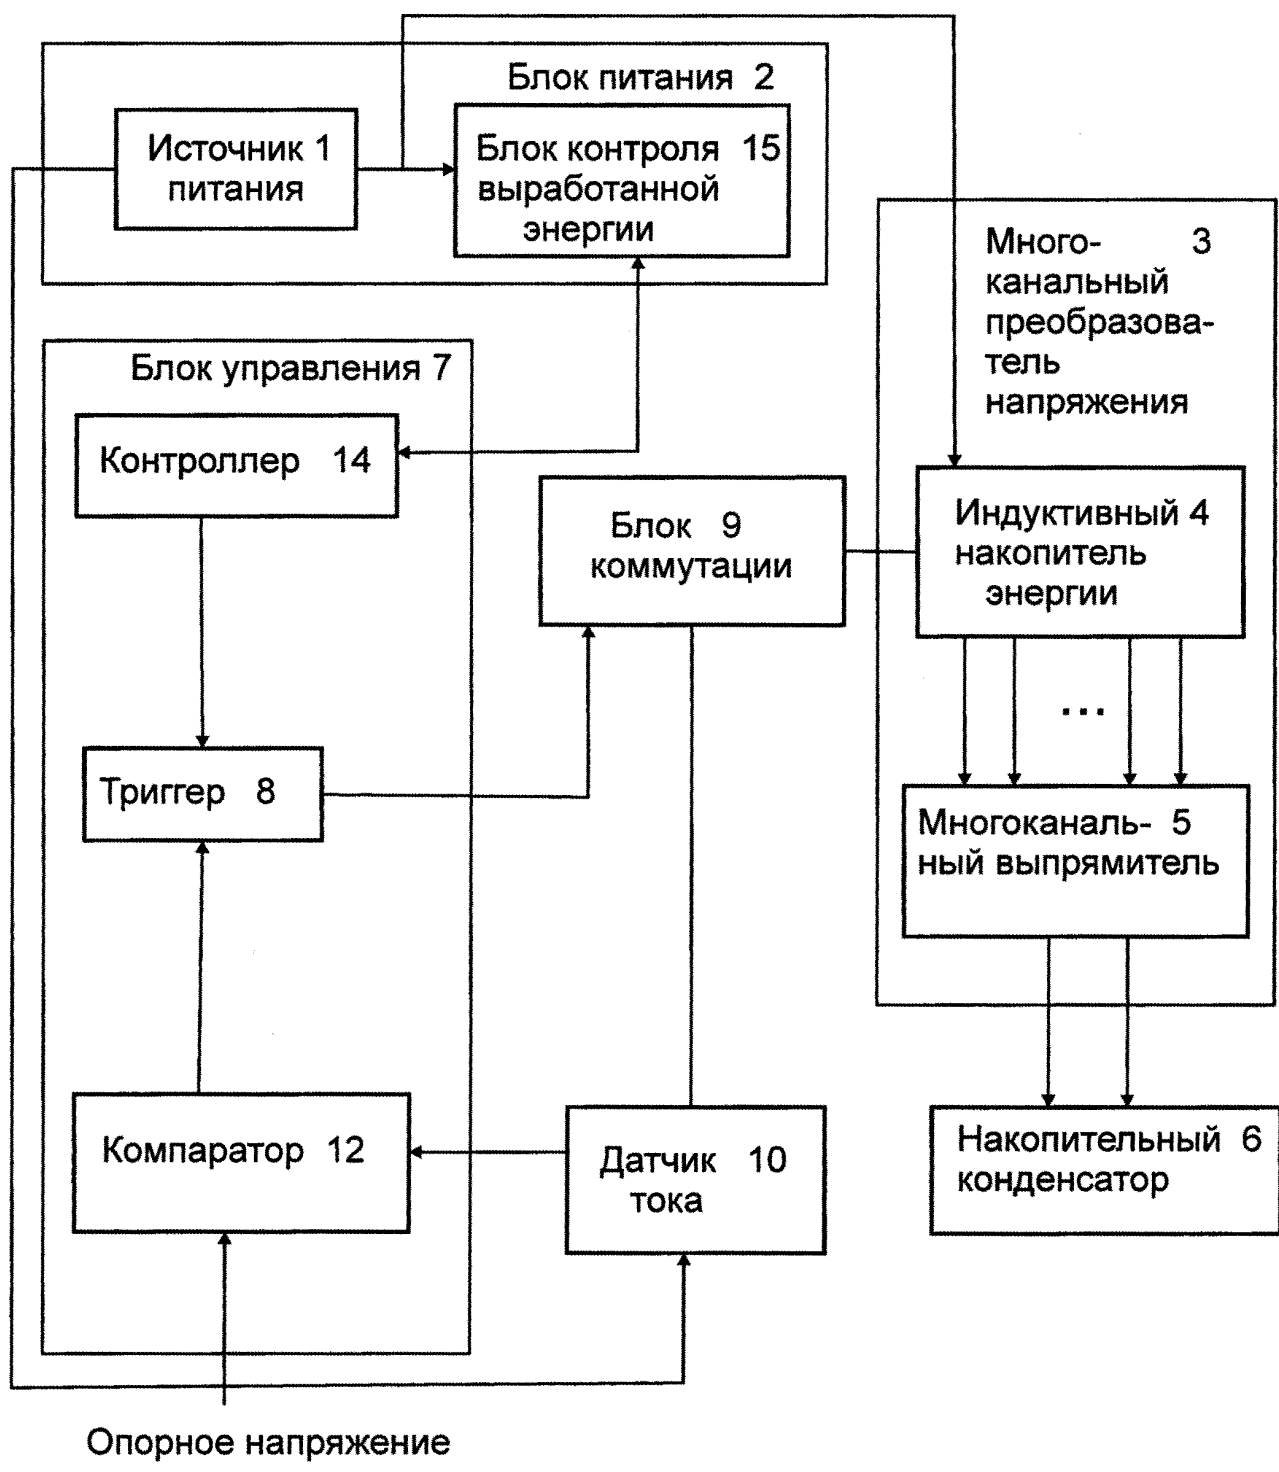 Блок питания 2
Источник 1
питания
Блок контроля 15
выработанной
энергии
Много- 3
канальный
преобразова-
тель
напряжения
Блок управления 7
Контроллер 14
Блок 9
коммутации
Индуктивный 4
накопитель
энергии
...
Триггер 8
Многоканаль- 5
ный выпрямитель
Компаратор 12
Датчик 10
тока
Накопительный 6
конденсатор
Опорное напряжение